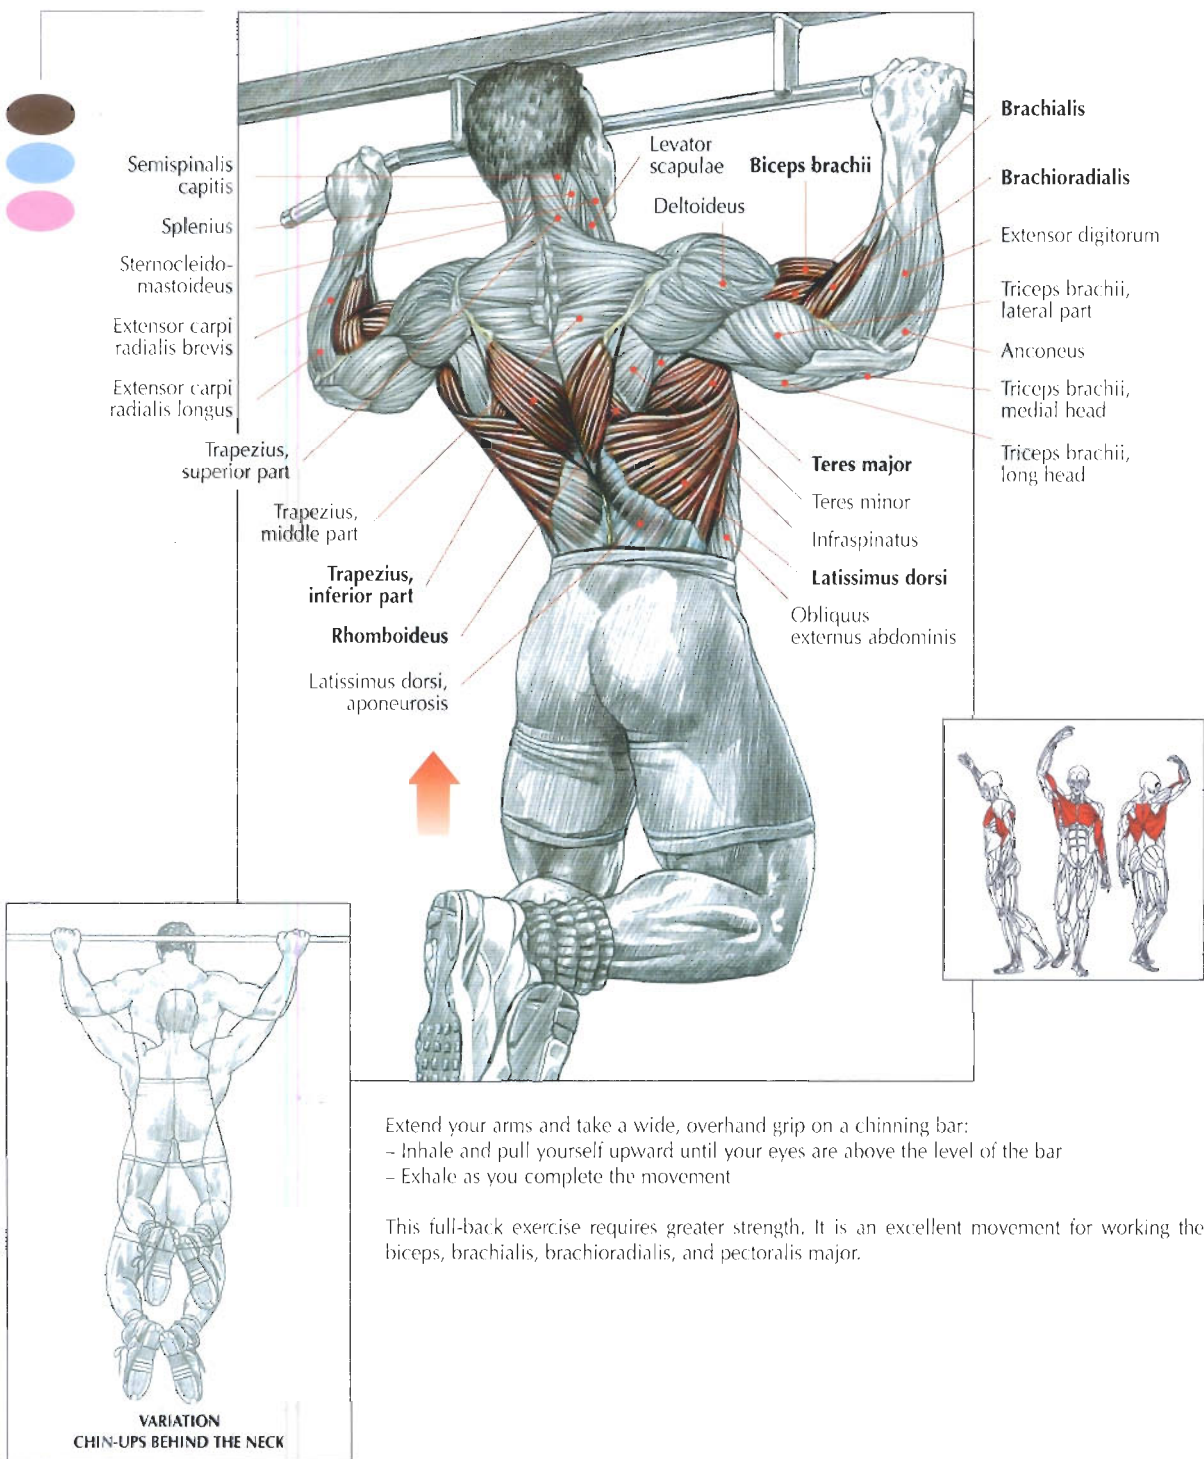 Semispinalis
capitis
Splenius
Sternocleido-
mastoideus
Extensor carpi
radialis brevis
Extensor carpi
radialis longus
Trapezius,
superior part
Trapezius,
middle part
Trapezius,
inferior part
Rhomboideus
Latissimus dorsi,
aponeurosis
Levator
scapulae
Deltoideus
Biceps brachii
Brachialis
Brachioradialis
Extensor digitorum
Triceps brachii,
lateral part
Anconeus
Triceps brachii,
medial head
Triceps brachii,
long head
Teres major
Teres minor
Infraspinatus
Latissimus dorsi
Obliquus
externus abdominis
Extend your arms and take a wide, overhand grip on a chinning bar:
– Inhale and pull yourself upward until your eyes are above the level of the bar
– Exhale as you complete the movement
This full-back exercise requires greater strength. It is an excellent movement for working the
biceps, brachialis, brachioradialis, and pectoralis major.
VARIATION
CHIN-UPS BEHIND THE NECK